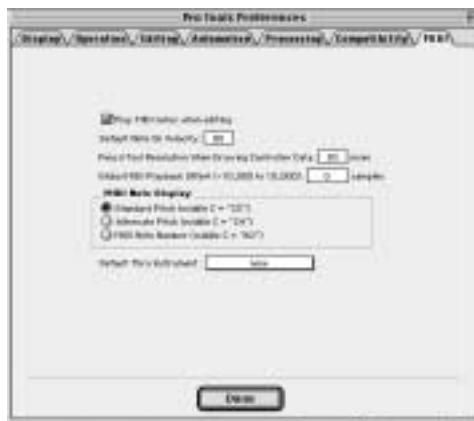 Pro Tools Preferences
Display Operation Editing Automation Processing Compatibility MIDI
Play MIDI Notes when editing
Default Note On Velocity: 80
Pencil Tool Resolution When Drawing Controller Data: msec
Global MIDI Playback Offset (-10,000 to 10,000): 0 samples
MIDI Note Display:
Standard Pitch (middle C = "C3")
Alternate Pitch (middle C = "C4")
MIDI Note Number (middle C = "60")
Default Thru Instrument: none
Done